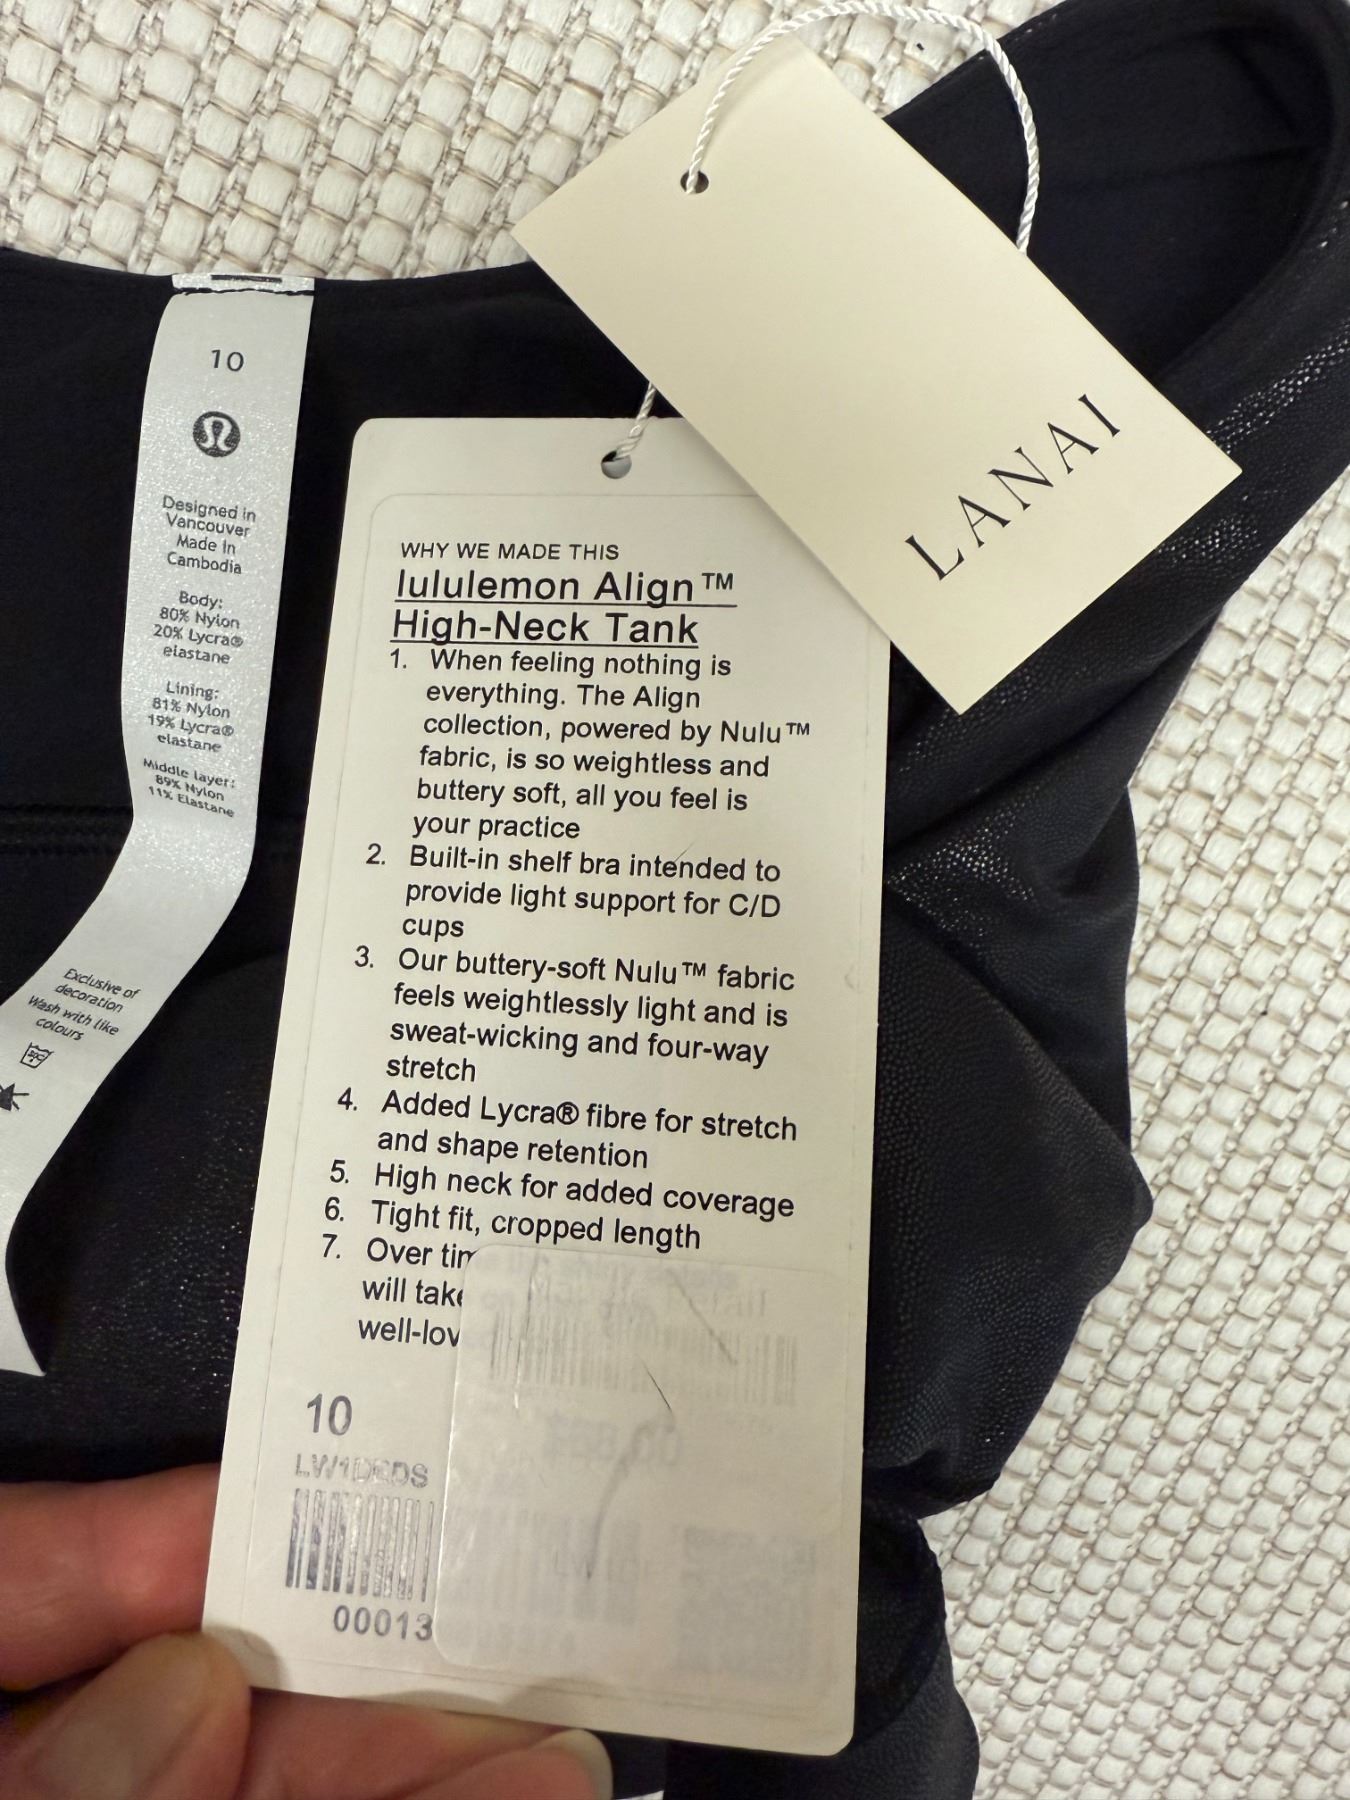 LANAI
10
Designed in
Vancouver
Made in
Cambodia
Body:
80% Nylon
20% Lycra®
elastane
Lining:
81% Nylon
19% Lycra®
elastane
Middle layer:
89% Nylon
11% Elastane
Exclusive of
decoration
Wash with like
colours
WHY WE MADE THIS
lululemon Align™
High-Neck Tank
1. When feeling nothing is
everything. The Align
collection, powered by Nulu™
fabric, is so weightless and
buttery soft, all you feel is
your practice
2. Built-in shelf bra intended to
provide light support for C/D
cups
3. Our buttery-soft Nulu™ fabric
feels weightlessly light and is
sweat-wicking and four-way
stretch
4. Added Lycra® fibre for stretch
and shape retention
5. High neck for added coverage
6. Tight fit, cropped length
7. Over
will
10
00013